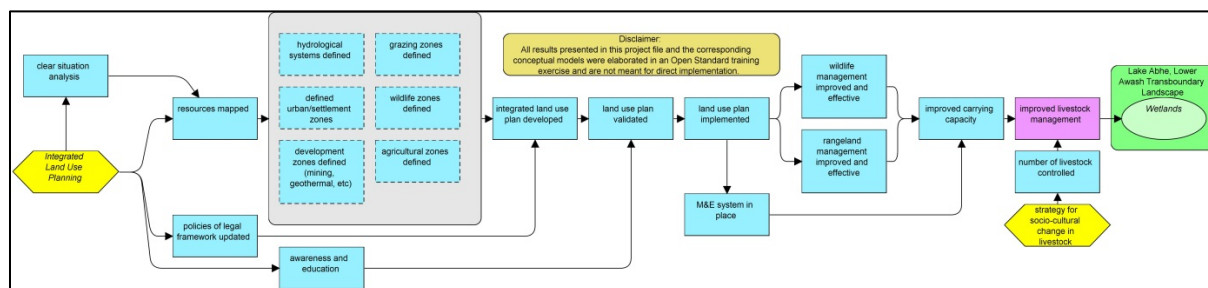 clear situation
analysis
resources mapped
Integrated
Land Use
Planning
policies of legal
framework updated
awareness and
education
hydrological
systems defined
grazing zones
defined
defined
urban/settlement
zones
wildlife zones
defined
development
zones defined
(mining,
geothermal, etc)
agricultural zones
defined
Disclaimer:
All results presented in this project file and the corresponding
conceptual models were elaborated in an Open Standard training
exercise and are not meant for direct implementation.
integrated land use
plan developed
land use plan
validated
land use plan
implemented
M&E system in
place
wildlife
management
improved and
effective
rangeland
management
improved and
effective
improved carrying
capacity
improved livestock
management
number of livestock
controlled
strategy for
socio-cultural
change in
livestock
Lake Abhe, Lower
Awash Transboundary
Landscape
Wetlands